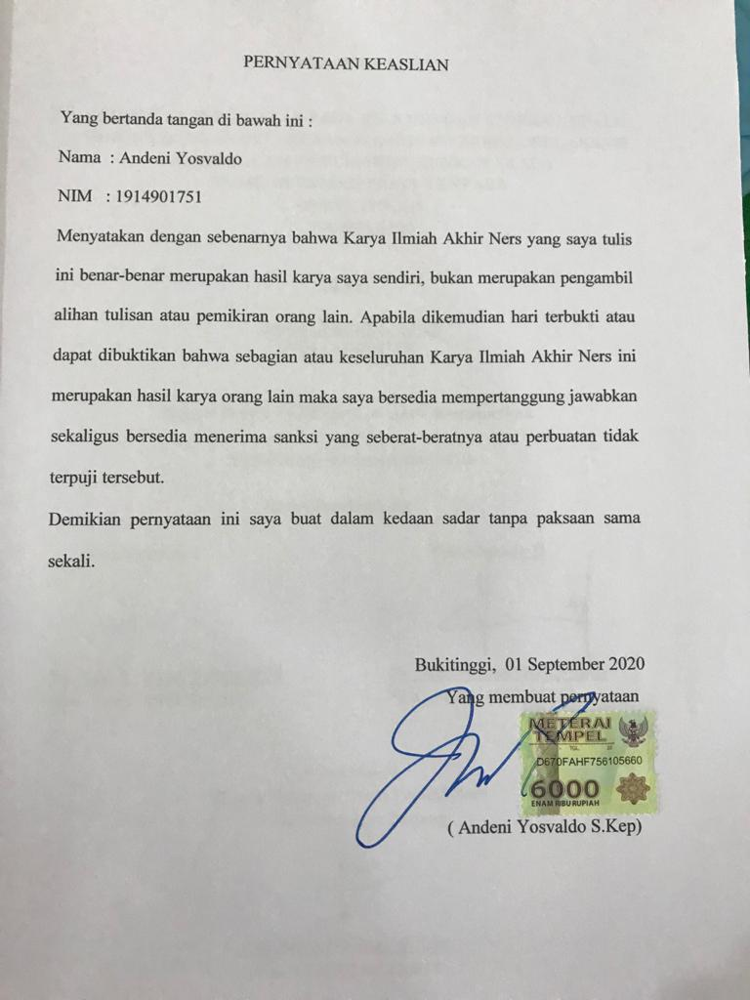 PERNYATAAN KEASLIAN
Yang bertanda tangan di bawah ini :
Nama : Andeni Yosvaldo
NIM : 1914901751
Menyatakan dengan sebenarnya bahwa Karya Ilmiah Akhir Ners yang saya tulis
ini benar-benar merupakan hasil karya saya sendiri, bukan merupakan pengambil
alihan tulisan atau pemikiran orang lain. Apabila dikemudian hari terbukti atau
dapat dibuktikan bahwa sebagian atau keseluruhan Karya Ilmiah Akhir Ners ini
merupakan hasil karya orang lain maka saya bersedia mempertanggung jawabkan
sekaligus bersedia menerima sanksi yang seberat-beratnya atau perbuatan tidak
terpuji tersebut.
Demikian pernyataan ini saya buat dalam kedaan sadar tanpa paksaan sama
sekali.
Bukitinggi, 01 September 2020
Yang membuat pernyataan
METERAI
TEMPEL
TGL. 20
D670FAHF756105660
6000
ENAM RIBU RUPIAH
( Andeni Yosvaldo S.Kep)